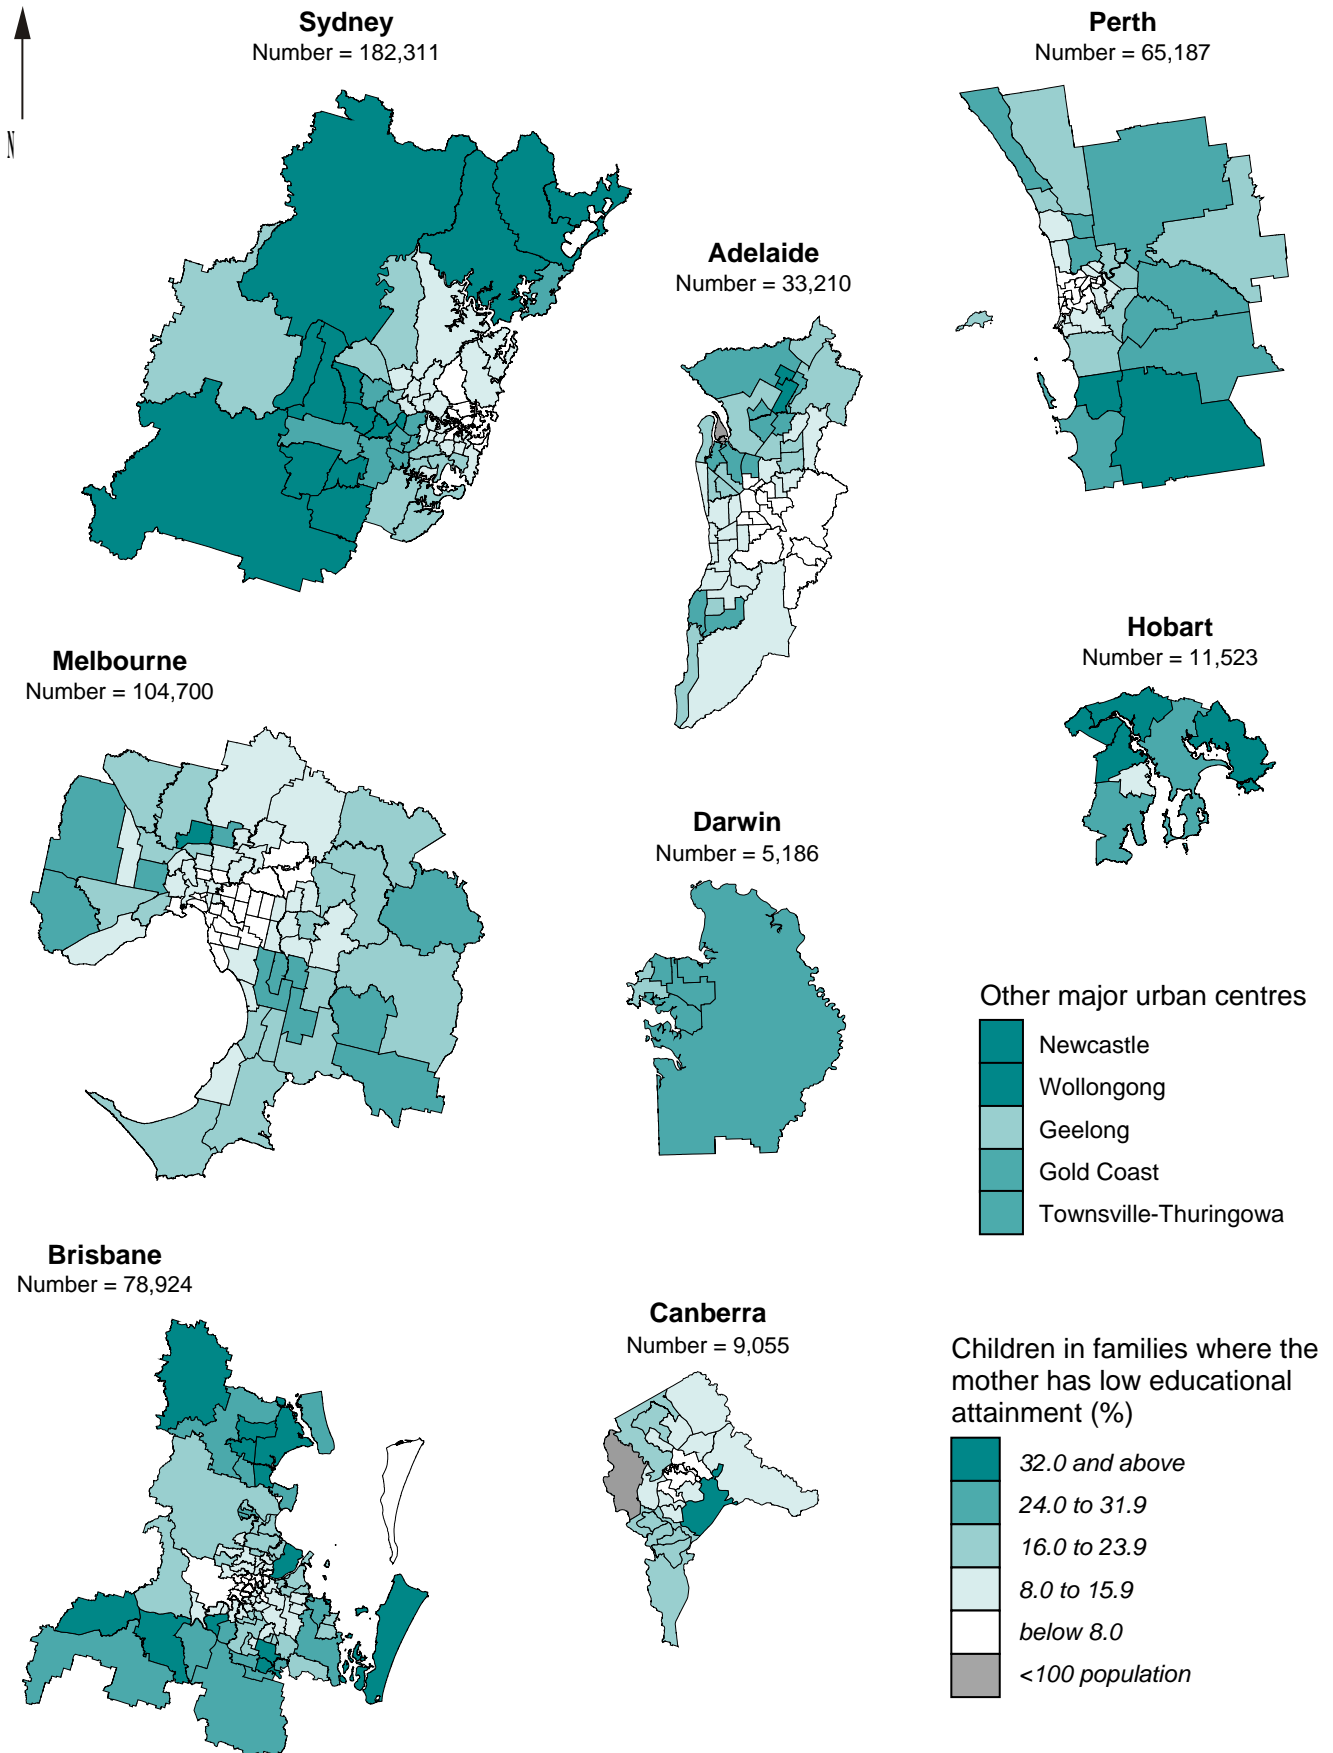 Sydney
Number = 182,311
Perth
Number = 65,187
N
Adelaide
Number = 33,210
Hobart
Number = 11,523
Melbourne
Number = 104,700
Darwin
Number = 5,186
Other major urban centres
Newcastle
Wollongong
Geelong
Gold Coast
Townsville-Thuringowa
Brisbane
Number = 78,924
Canberra
Number = 9,055
Children in families where the
mother has low educational
attainment (%)
32.0 and above
24.0 to 31.9
16.0 to 23.9
8.0 to 15.9
below 8.0
<100 population